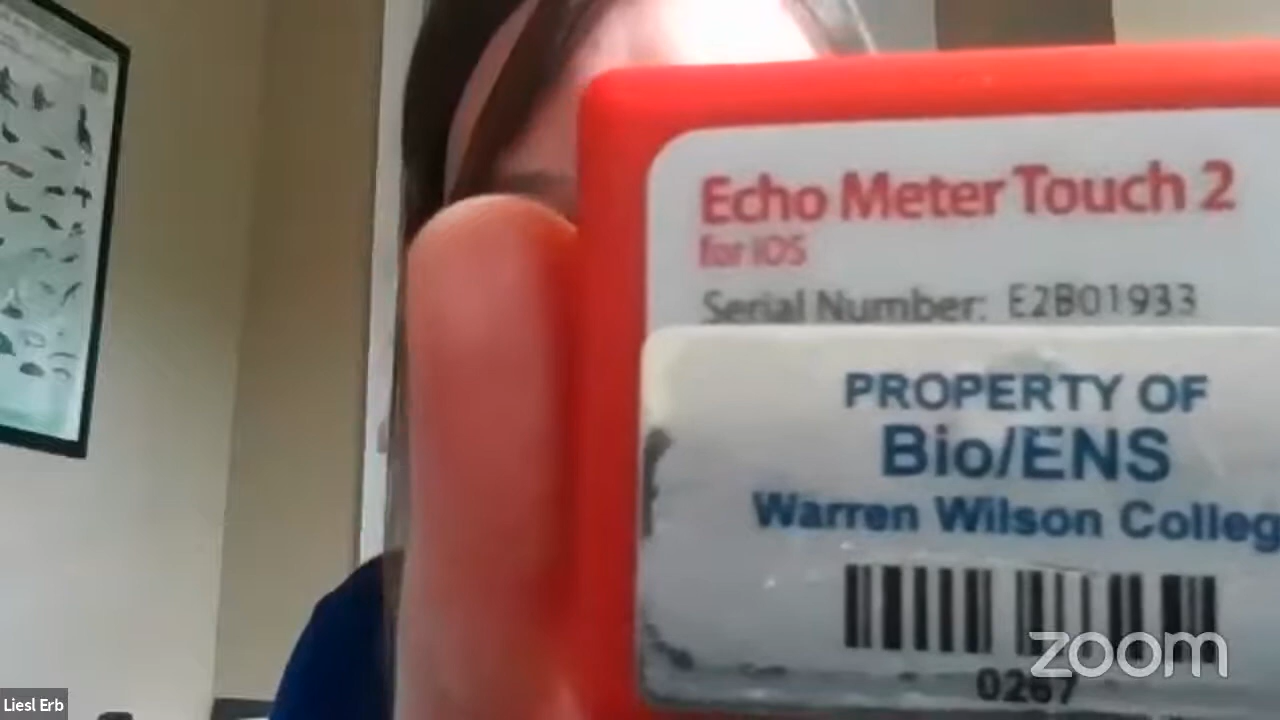 Echo Meter Touch 2
for iOS
Serial Number: E2B01933
PROPERTY OF
Bio/ENS
Warren Wilson Colleg
0267
zoom
Liesl Erb